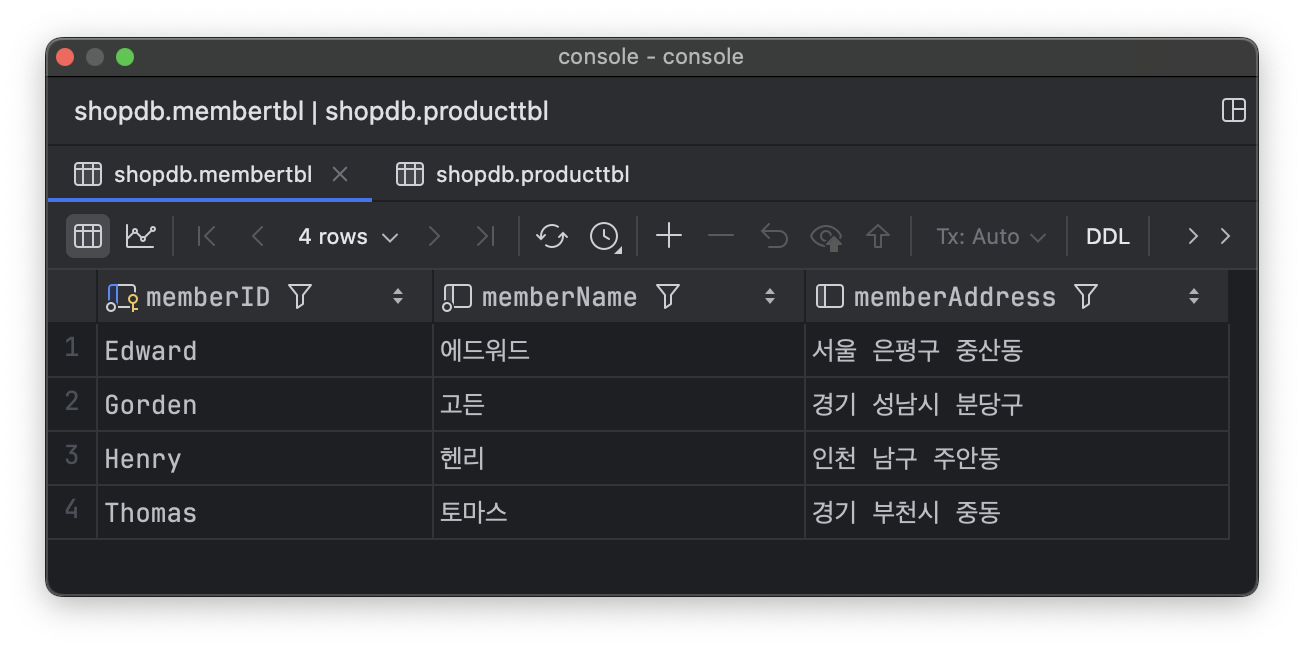 console - console
shopdb.membertbl | shopdb.producttbl
shopdb.membertbl shopdb.producttbl
4 rows Tx: Auto DDL
memberID memberName memberAddress
1 Edward 에드워드 서울 은평구 중산동
2 Gorden 고든 경기 성남시 분당구
3 Henry 헨리 인천 남구 주안동
4 Thomas 토마스 경기 부천시 중동